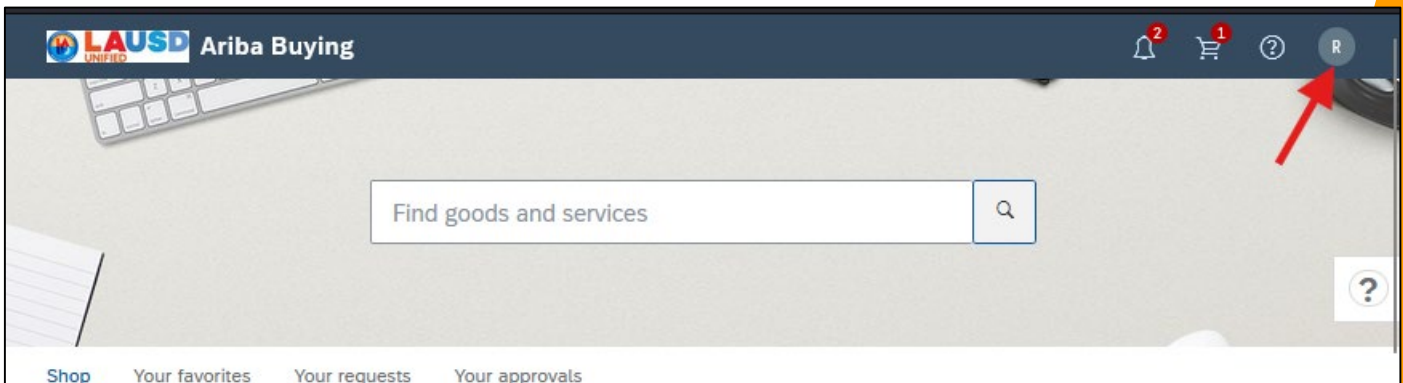 LAUSD
UNIFIED
Ariba Buying
2
1
?
R
Find goods and services
?
Shop Your favorites Your requests Your approvals